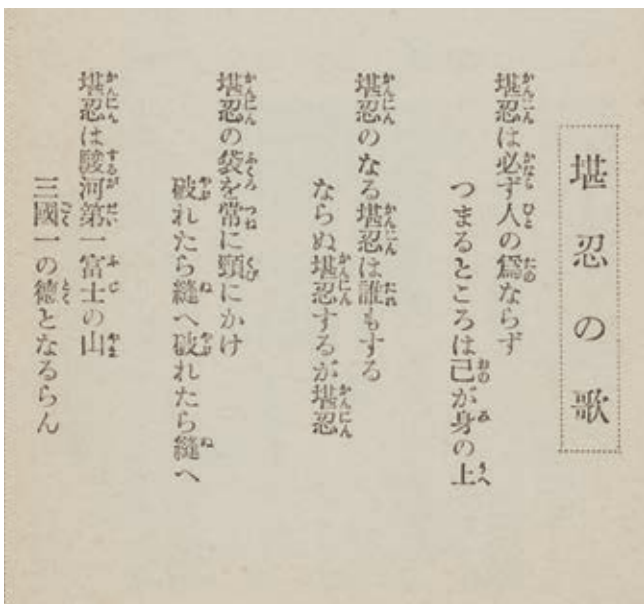 堪忍の歌
堪忍は必ず人の爲ならず
つまるところは己が身の上
堪忍のなる堪忍は誰もする
ならぬ堪忍するが堪忍
堪忍の袋を常に頸にかけ
破れたら縫へ破れたら縫へ
堪忍は駿河第一富士の山
三國一の德となるらん